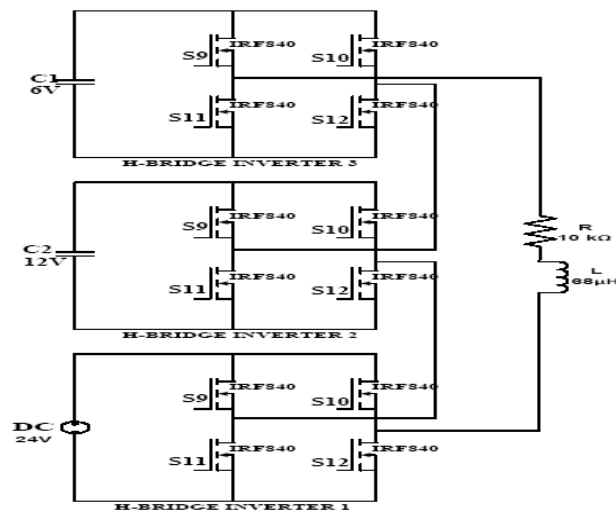 IRF840 IRF840
S9 S10
C1
6V
IRF840 IRF840
S11 S12
H-BRIDGE INVERTER 3
IRF840 IRF840
S9 S10
R
10 kΩ
C2
12V
IRF840 IRF840
S11 S12
L
68μH
H-BRIDGE INVERTER 2
IRF840 IRF840
S9 S10
DC
24V
IRF840 IRF840
S11 S12
H-BRIDGE INVERTER 1